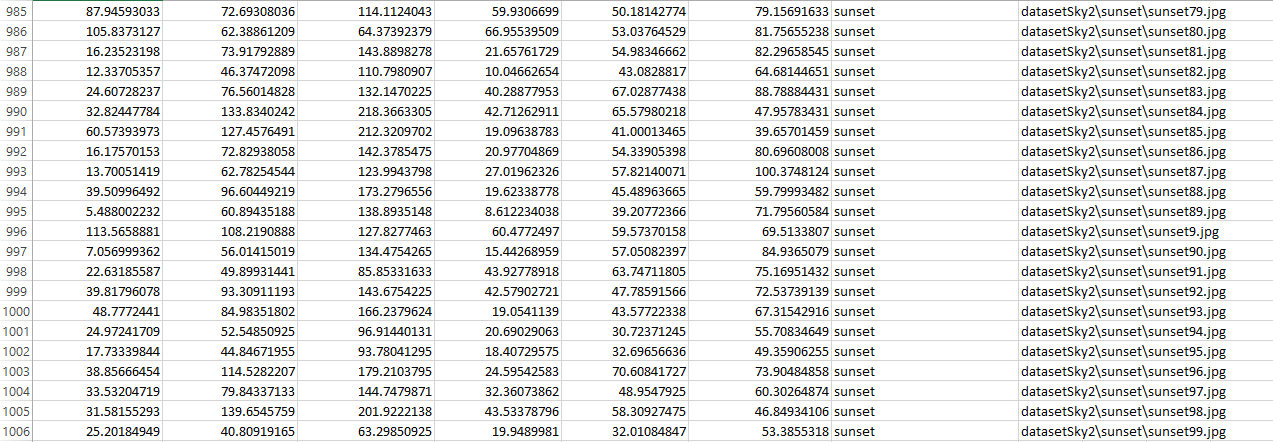 985 87.94593033 72.69308036 114.1124043 59.9306699 50.18142774 79.15691633 sunset datasetSky2\sunset\sunset79.jpg
986 105.8373127 62.38861209 64.37392379 66.95539509 53.03764529 81.75655238 sunset datasetSky2\sunset\sunset80.jpg
987 16.23523198 73.91792889 143.8898278 21.65761729 54.98346662 82.29658545 sunset datasetSky2\sunset\sunset81.jpg
988 12.33705357 46.37472098 110.7980907 10.04662654 43.0828817 64.68144651 sunset datasetSky2\sunset\sunset82.jpg
989 24.60728237 76.56014828 132.1470225 40.28877953 67.02877438 88.78884431 sunset datasetSky2\sunset\sunset83.jpg
990 32.82447784 133.8340242 218.3663305 42.71262911 65.57980218 47.95783431 sunset datasetSky2\sunset\sunset84.jpg
991 60.57393973 127.4576491 212.3209702 19.09638783 41.00013465 39.65701459 sunset datasetSky2\sunset\sunset85.jpg
992 16.17570153 72.82938058 142.3785475 20.97704869 54.33905398 80.69608008 sunset datasetSky2\sunset\sunset86.jpg
993 13.70051419 62.78254544 123.9943798 27.01962326 57.82140071 100.3748124 sunset datasetSky2\sunset\sunset87.jpg
994 39.50996492 96.60449219 173.2796556 19.62338778 45.48963665 59.79993482 sunset datasetSky2\sunset\sunset88.jpg
995 5.488002232 60.89435188 138.8935148 8.612234038 39.20772366 71.79560584 sunset datasetSky2\sunset\sunset89.jpg
996 113.5658881 108.2190888 127.8277463 60.4772497 59.57370158 69.5133807 sunset datasetSky2\sunset\sunset9.jpg
997 7.056999362 56.01415019 134.4754265 15.44268959 57.05082397 84.9365079 sunset datasetSky2\sunset\sunset90.jpg
998 22.63185587 49.89931441 85.85331633 43.92778918 63.74711805 75.16951432 sunset datasetSky2\sunset\sunset91.jpg
999 39.81796078 93.30911193 143.6754225 42.57902721 47.78591566 72.53739139 sunset datasetSky2\sunset\sunset92.jpg
1000 48.7772441 84.98351802 166.2379624 19.0541139 43.57722338 67.31542916 sunset datasetSky2\sunset\sunset93.jpg
1001 24.97241709 52.54850925 96.91440131 20.69029063 30.72371245 55.70834649 sunset datasetSky2\sunset\sunset94.jpg
1002 17.73339844 44.84671955 93.78041295 18.40729575 32.69656636 49.35906255 sunset datasetSky2\sunset\sunset95.jpg
1003 38.85666454 114.5282207 179.2103795 24.59542583 70.60841727 73.90484858 sunset datasetSky2\sunset\sunset96.jpg
1004 33.53204719 79.84337133 144.7479871 32.36073862 48.9547925 60.30264874 sunset datasetSky2\sunset\sunset97.jpg
1005 31.58155293 139.6545759 201.9222138 43.53378796 58.30927475 46.84934106 sunset datasetSky2\sunset\sunset98.jpg
1006 25.20184949 40.80919165 63.29850925 19.9489981 32.01084847 53.3855318 sunset datasetSky2\sunset\sunset99.jpg